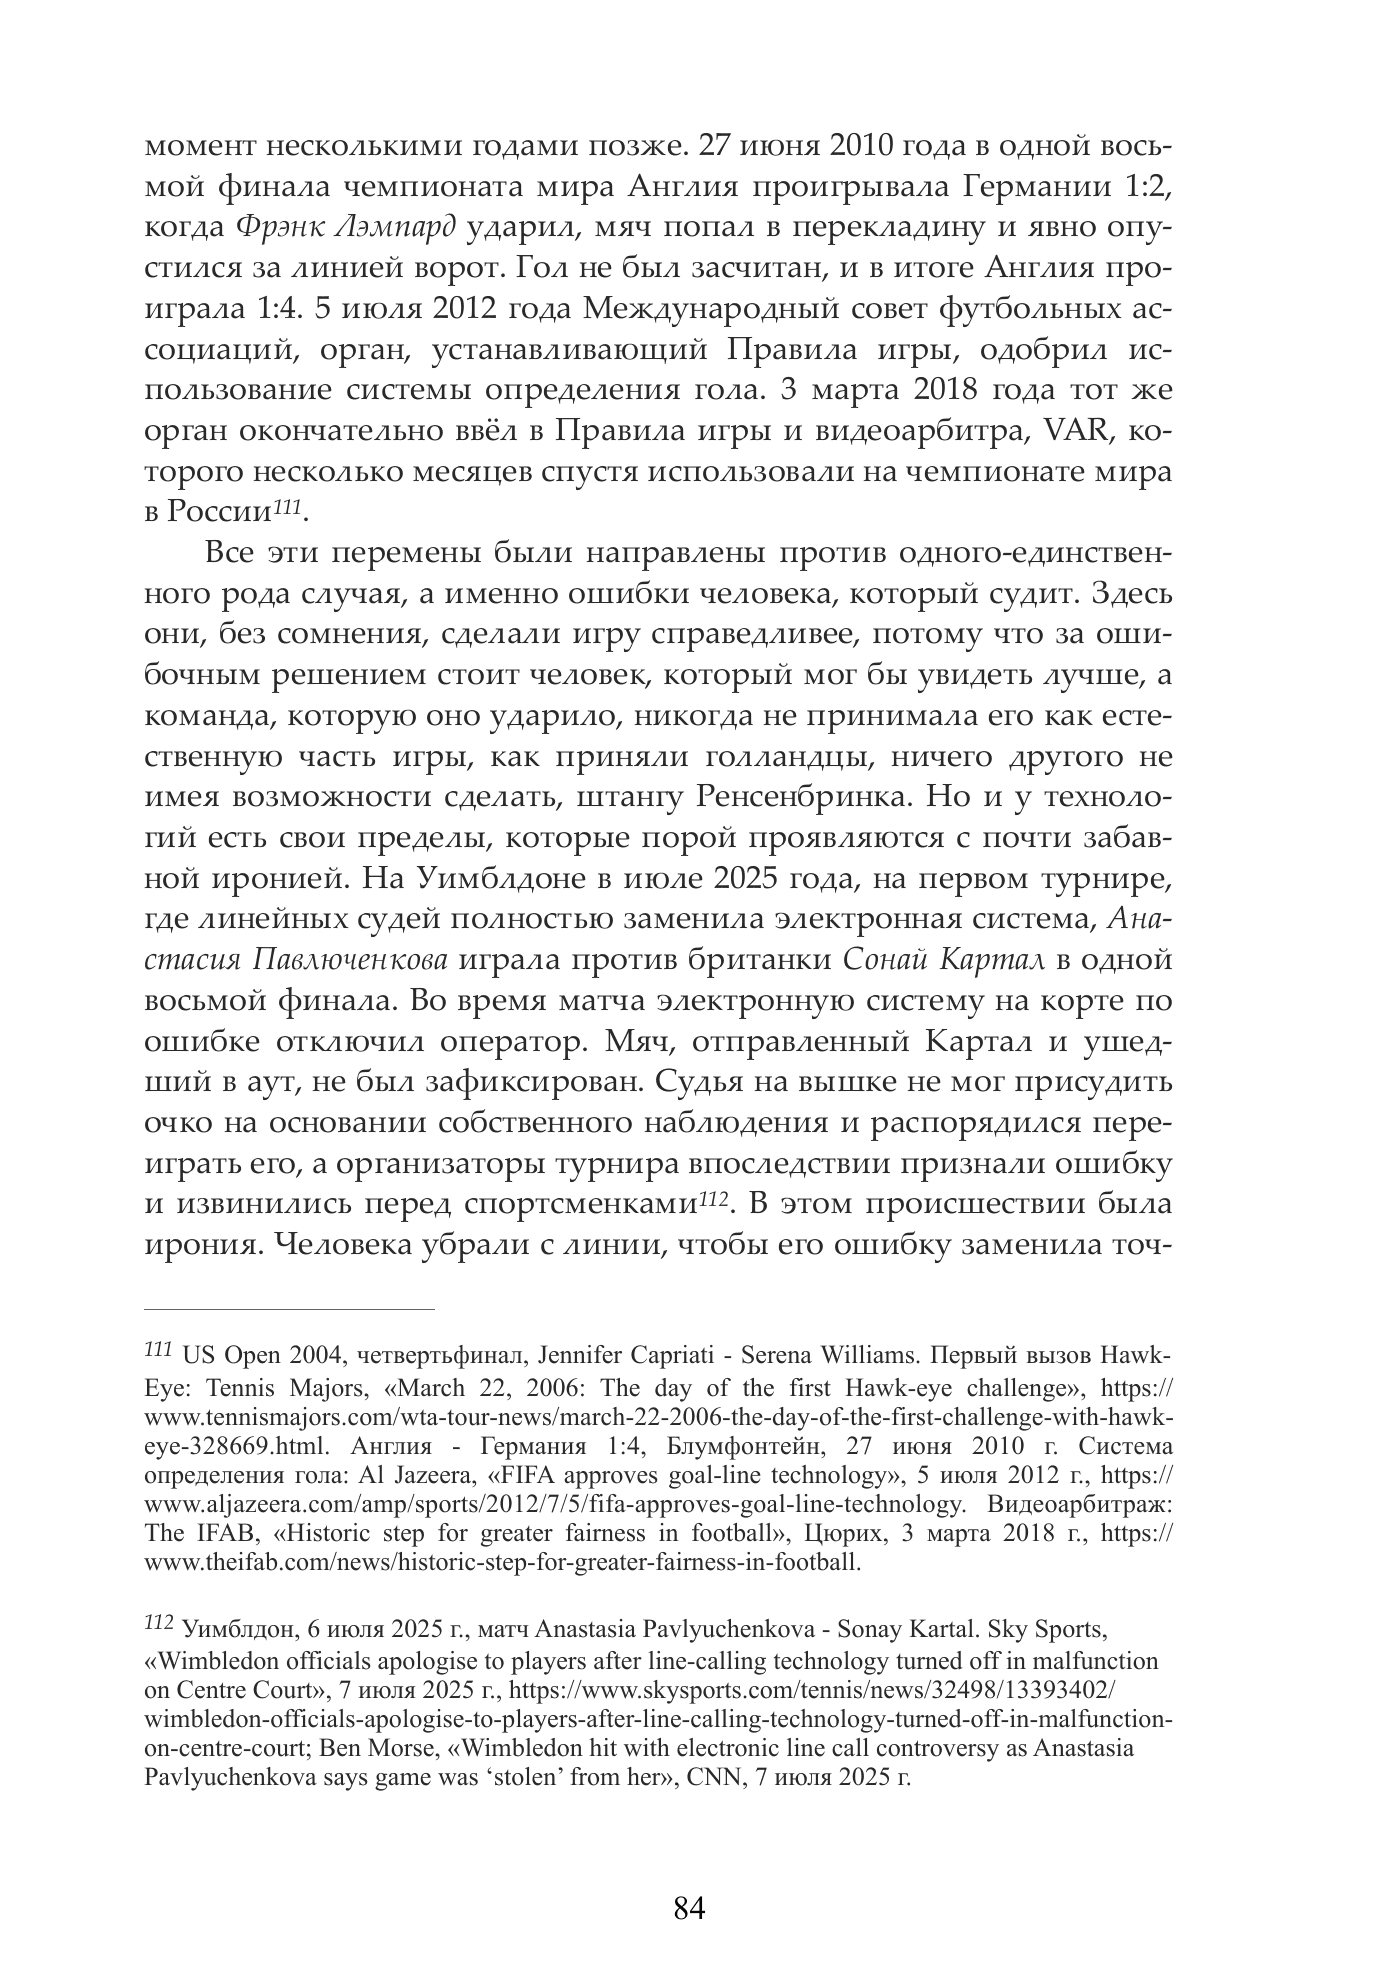 момент несколькими годами позже. 27 июня 2010 года в одной вось-
мой финала чемпионата мира Англия проигрывала Германии 1:2,
когда Фрэнк Лэмпард ударил, мяч попал в перекладину и явно опу-
стился за линией ворот. Гол не был засчитан, и в итоге Англия про-
играла 1:4. 5 июля 2012 года Международный совет футбольных ас-
социаций, орган, устанавливающий Правила игры, одобрил ис-
пользование системы определения гола. 3 марта 2018 года тот же
орган окончательно ввёл в Правила игры и видеоарбитра, VAR, ко-
торого несколько месяцев спустя использовали на чемпионате мира
в России111.
Все эти перемены были направлены против одного-единствен-
ного рода случая, а именно ошибки человека, который судит. Здесь
они, без сомнения, сделали игру справедливее, потому что за оши-
бочным решением стоит человек, который мог бы увидеть лучше, а
команда, которую оно ударило, никогда не принимала его как есте-
ственную часть игры, как приняли голландцы, ничего другого не
имея возможности сделать, штангу Ренсенбринка. Но и у техноло-
гий есть свои пределы, которые порой проявляются с почти забав-
ной иронией. На Уимблдоне в июле 2025 года, на первом турнире,
где линейных судей полностью заменила электронная система, Ана-
стасия Павлюченкова играла против британки Сонай Картал в одной
восьмой финала. Во время матча электронную систему на корте по
ошибке отключил оператор. Мяч, отправленный Картал и ушед-
ший в аут, не был зафиксирован. Судья на вышке не мог присудить
очко на основании собственного наблюдения и распорядился пере-
играть его, а организаторы турнира впоследствии признали ошибку
и извинились перед спортсменками112. В этом происшествии была
ирония. Человека убрали с линии, чтобы его ошибку заменила точ-
111 US Open 2004, четвертьфинал, Jennifer Capriati - Serena Williams. Первый вызов Hawk-
Eye: Tennis Majors, «March 22, 2006: The day of the first Hawk-eye challenge», https://
www.tennismajors.com/wta-tour-news/march-22-2006-the-day-of-the-first-challenge-with-hawk-
eye-328669.html. Англия - Германия 1:4, Блумфонтейн, 27 июня 2010 г. Система
определения гола: Al Jazeera, «FIFA approves goal-line technology», 5 июля 2012 г., https://
www.aljazeera.com/amp/sports/2012/7/5/fifa-approves-goal-line-technology. Видеоарбитраж:
The IFAB, «Historic step for greater fairness in football», Цюрих, 3 марта 2018 г., https://
www.theifab.com/news/historic-step-for-greater-fairness-in-football.
112 Уимблдон, 6 июля 2025 г., матч Anastasia Pavlyuchenkova - Sonay Kartal. Sky Sports,
«Wimbledon officials apologise to players after line-calling technology turned off in malfunction
on Centre Court», 7 июля 2025 г., https://www.skysports.com/tennis/news/32498/13393402/
wimbledon-officials-apologise-to-players-after-line-calling-technology-turned-off-in-malfunction-
on-centre-court; Ben Morse, «Wimbledon hit with electronic line call controversy as Anastasia
Pavlyuchenkova says game was ‘stolen’ from her», CNN, 7 июля 2025 г.
84